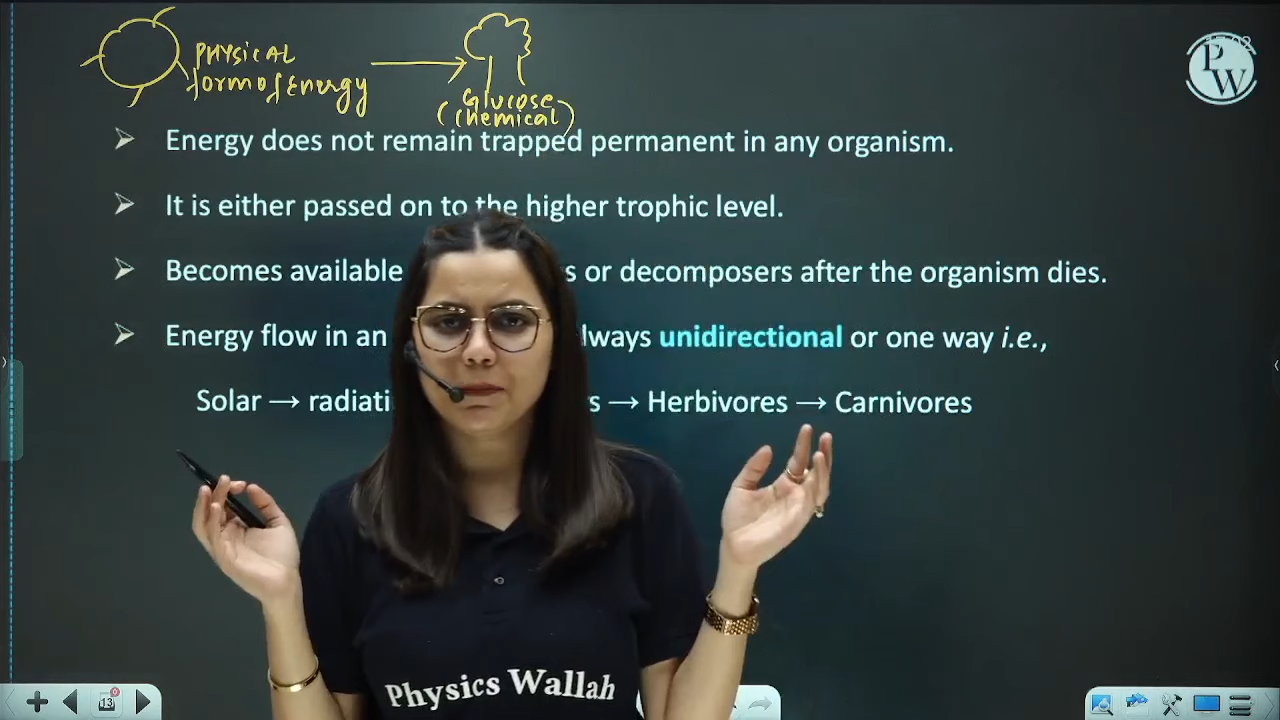 PHYSICAL
form of Energy
Glucose
(chemical)
PW
Energy does not remain trapped permanent in any organism.
It is either passed on to the higher trophic level.
Becomes available s or decomposers after the organism dies.
Energy flow in an lways unidirectional or one way i.e.,
Solar → radiati s → Herbivores → Carnivores
Physics Wallah
13